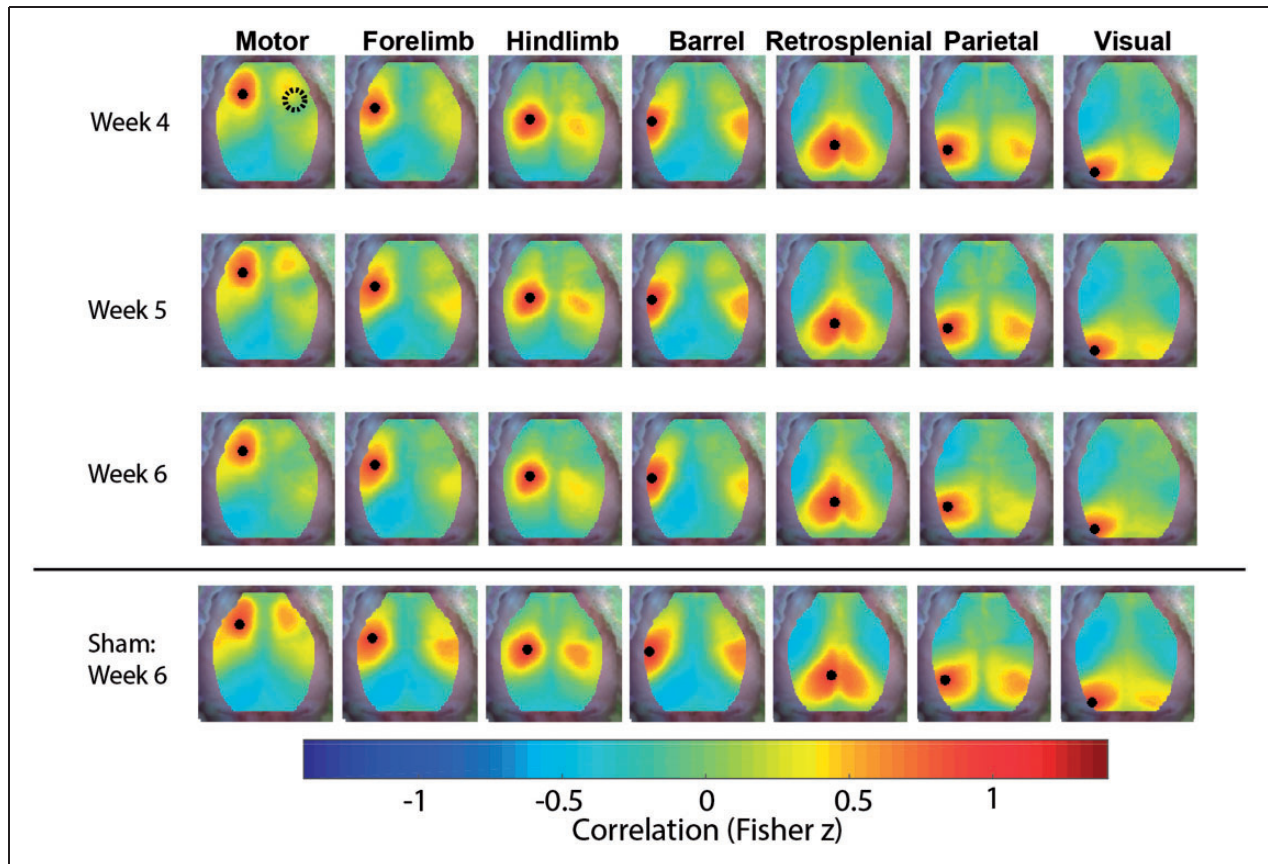 Motor Forelimb Hindlimb Barrel Retrosplenial Parietal Visual
Week 4
Week 5
Week 6
Sham:
Week 6
-1 -0.5 0 0.5 1
Correlation (Fisher z)